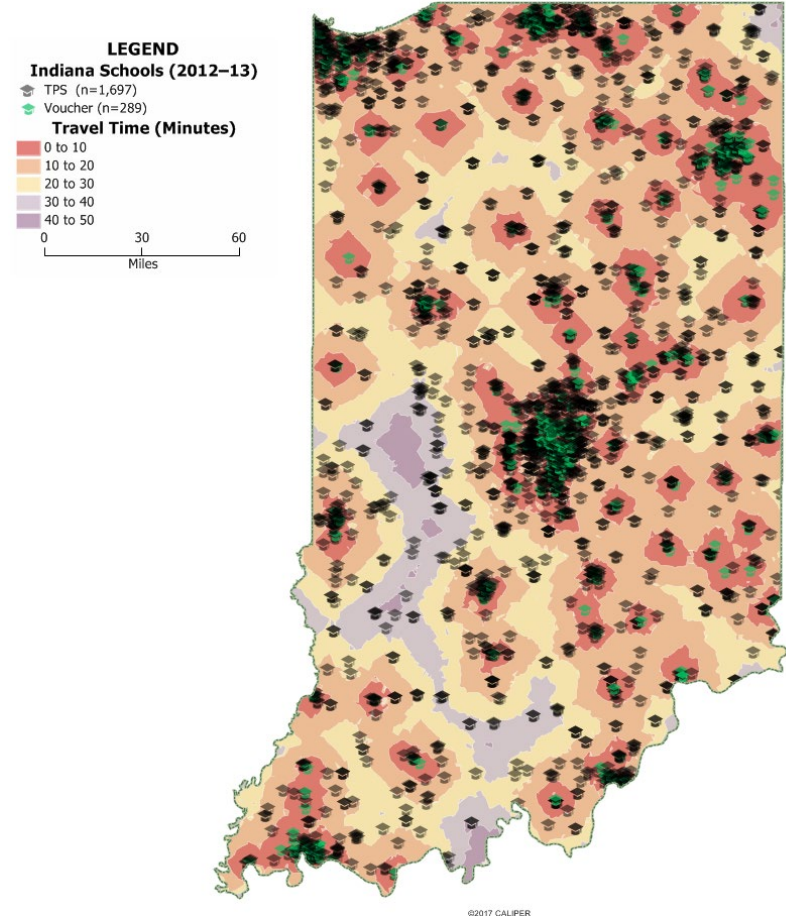 LEGEND
Indiana Schools (2012–13)
TPS (n=1,697)
Voucher (n=289)
Travel Time (Minutes)
0 to 10
10 to 20
20 to 30
30 to 40
40 to 50
0 30 60
Miles
©2017 CALIPER